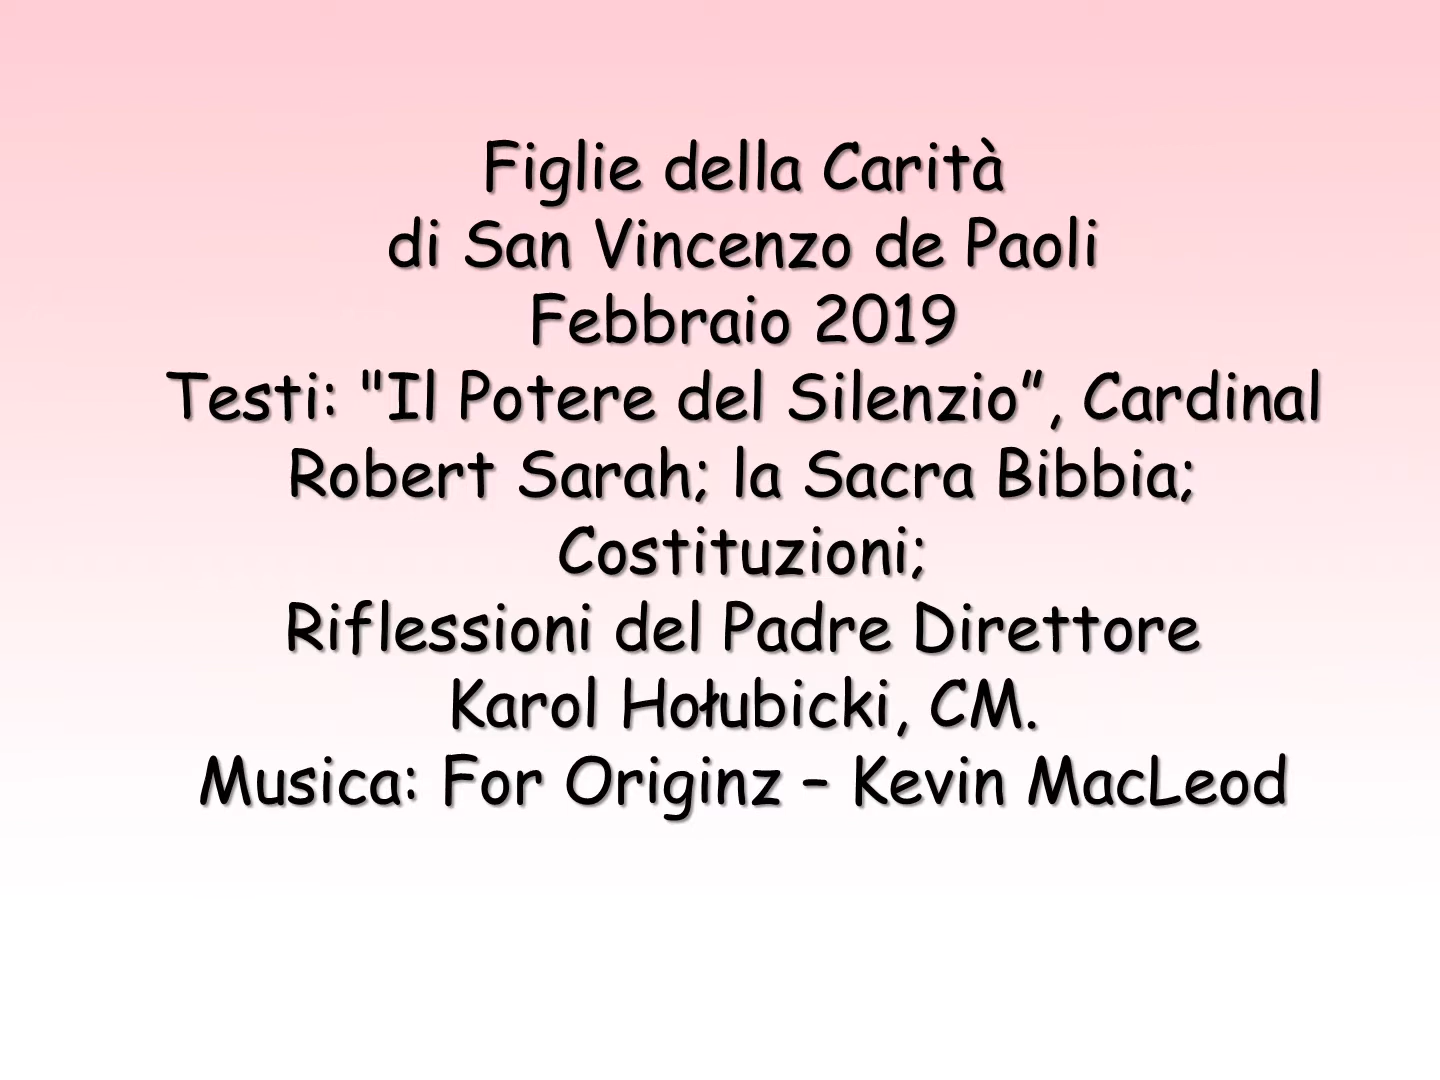 Figlie della Carità
di San Vincenzo de Paoli
Febbraio 2019
Testi: "Il Potere del Silenzio”, Cardinal
Robert Sarah; la Sacra Bibbia;
Costituzioni;
Riflessioni del Padre Direttore
Karol Hołubicki, CM.
Musica: For Originz – Kevin MacLeod